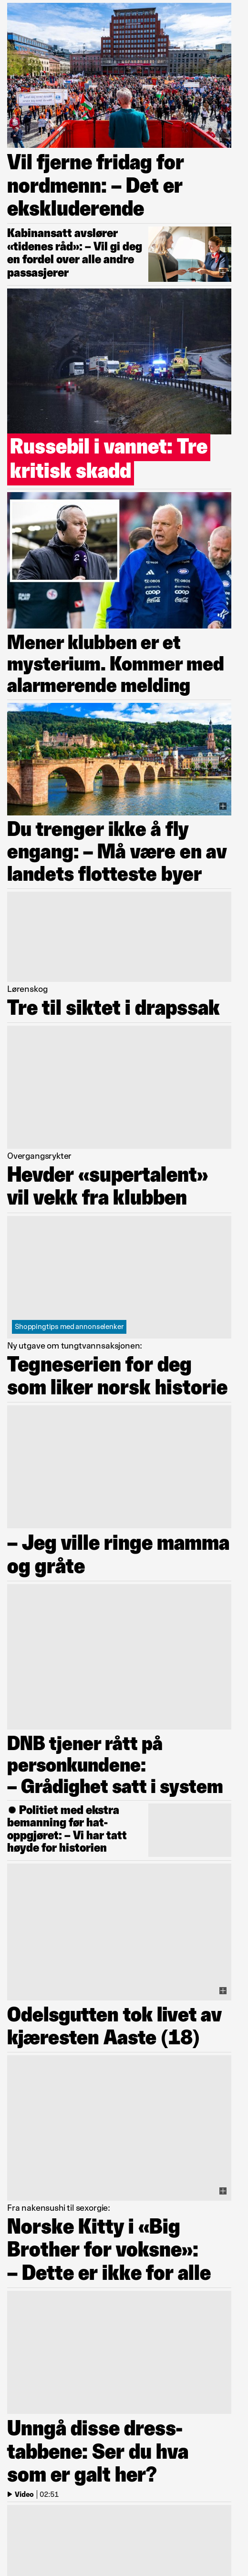 Vil fjerne fridag for
nordmenn: – Det er
ekskluderende
Kabinansatt avslører
«tidenes råd»: – Vil gi deg
en fordel over alle andre
passasjerer
Russebil i vannet: Tre
kritisk skadd
Mener klubben er et
mysterium. Kommer med
alarmerende melding
Du trenger ikke å fly
engang: – Må være en av
landets flotteste byer
Lørenskog
Tre til siktet i drapssak
Overgangsrykter
Hevder «supertalent»
vil vekk fra klubben
Shoppingtips med annonselenker
Ny utgave om tungtvannsaksjonen:
Tegneserien for deg
som liker norsk historie
– Jeg ville ringe mamma
og gråte
DNB tjener rått på
personkundene:
– Grådighet satt i system
Politiet med ekstra
bemanning før hat-
oppgjøret: – Vi har tatt
høyde for historien
Odelsgutten tok livet av
kjæresten Aaste (18)
Fra nakensushi til sexorgie:
Norske Kitty i «Big
Brother for voksne»:
– Dette er ikke for alle
Unngå disse dress-
tabbene: Ser du hva
som er galt her?
Video | 02:51